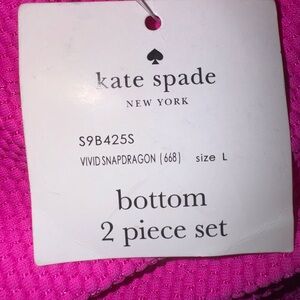 kate spade
NEW YORK
S9B425S
VIVID SNAPDRAGON (668) size L
bottom
2 piece set